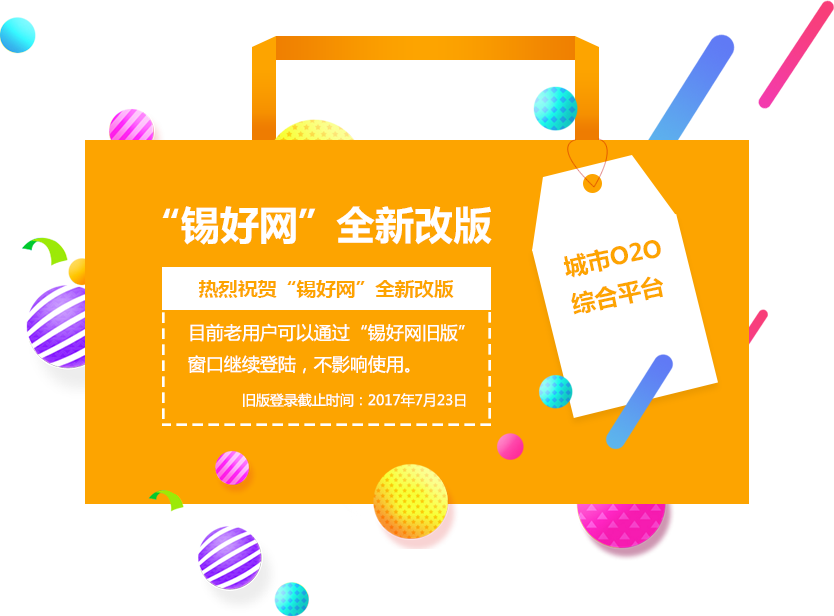 “锡好网”全新改版
热烈祝贺“锡好网”全新改版
目前老用户可以通过“锡好网旧版”
窗口继续登陆，不影响使用。
旧版登录截止时间：2017年7月23日
城市O2O
综合平台